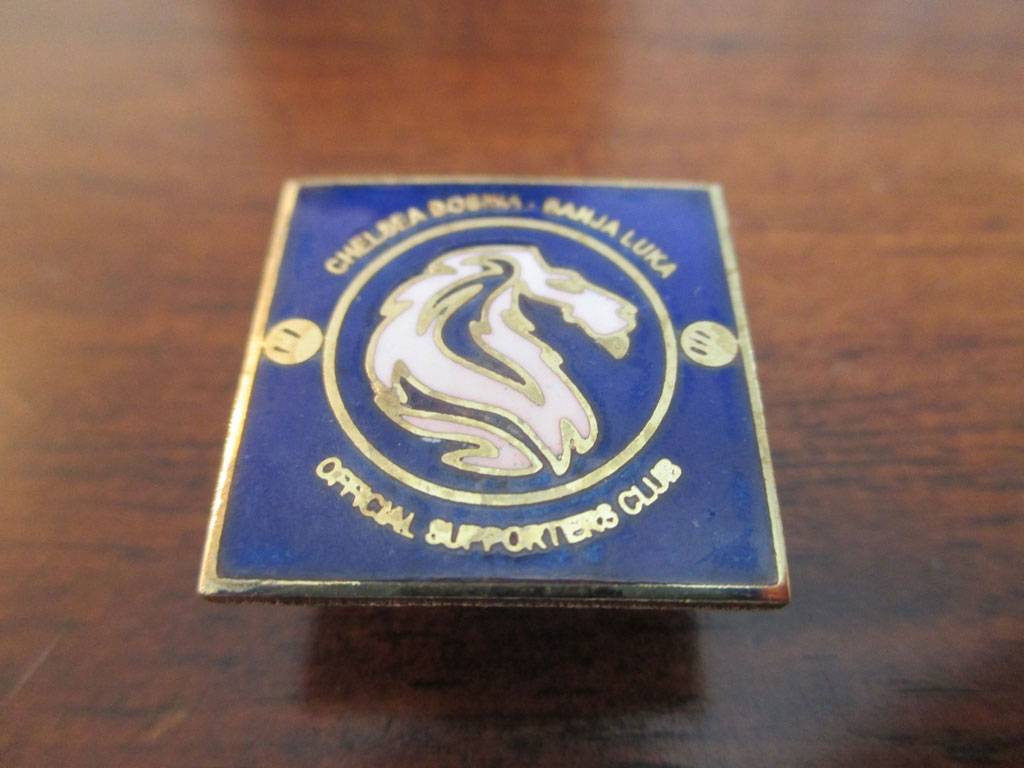 CHELSEA BOSNIA - BANJA LUKA
OFFICIAL SUPPORTERS CLUB